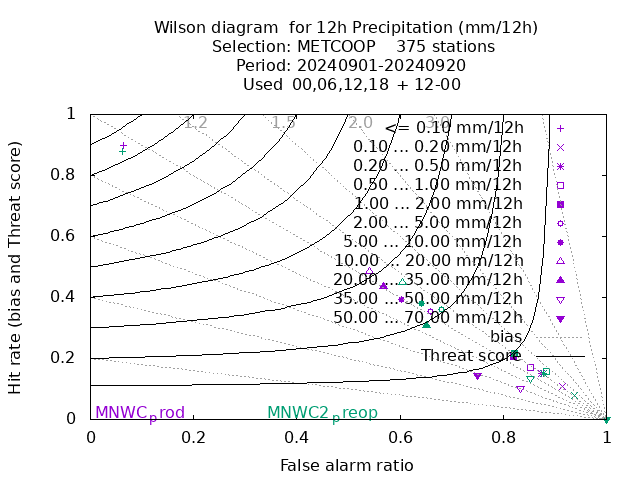 Wilson diagram  for 12h Precipitation (mm/12h)
Selection: METCOOP    375 stations
Period: 20240901-20240920
Used  00,06,12,18  + 12-00
1.2 1.5 2.0 3.0
<= 0.10 mm/12h
0.10 ... 0.20 mm/12h
0.20 ... 0.50 mm/12h
0.50 ... 1.00 mm/12h
1.00 ... 2.00 mm/12h
2.00 ... 5.00 mm/12h
5.00 ... 10.00 mm/12h
10.00 ... 20.00 mm/12h
20.00 ... 35.00 mm/12h
35.00 ... 50.00 mm/12h
50.00 ... 70.00 mm/12h
bias
Threat score
1
0.8
0.6
0.4
0.2
0
Hit rate (bias and Threat score)
MNWCprod MNWC2preop
0 0.2 0.4 0.6 0.8 1
False alarm ratio